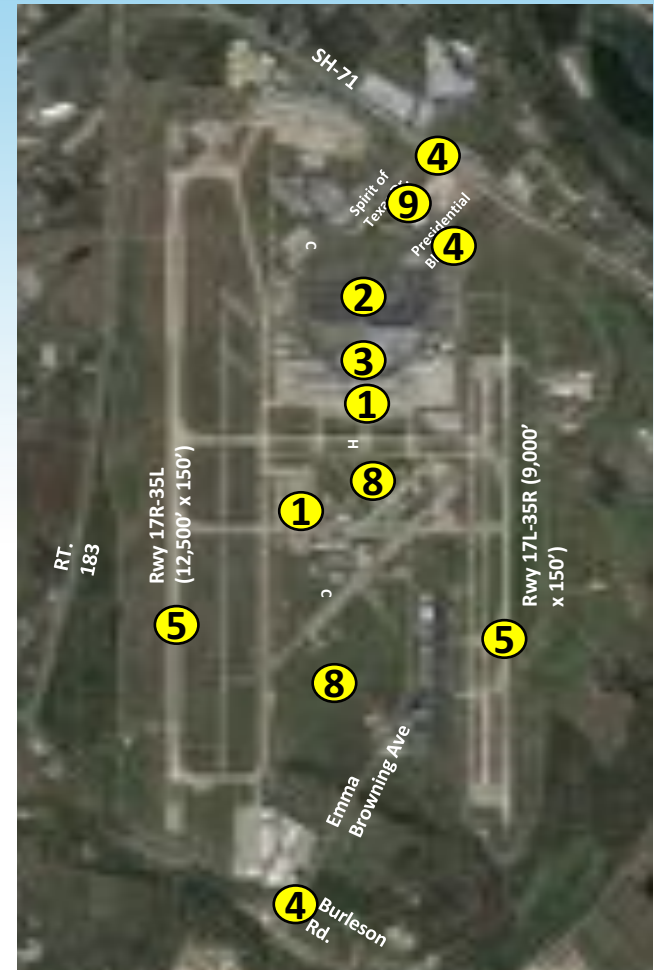 SH-71
4
Spirit of
9
Presidential
4
C
2
3
1
H
8
1
Rwy 17R-35L
(12,500' x 150')
Rwy 17L-35R (9,000'
x 150')
RT.
183
C
5
5
8
Emma
Browning Ave
4
Burleson
Rd.